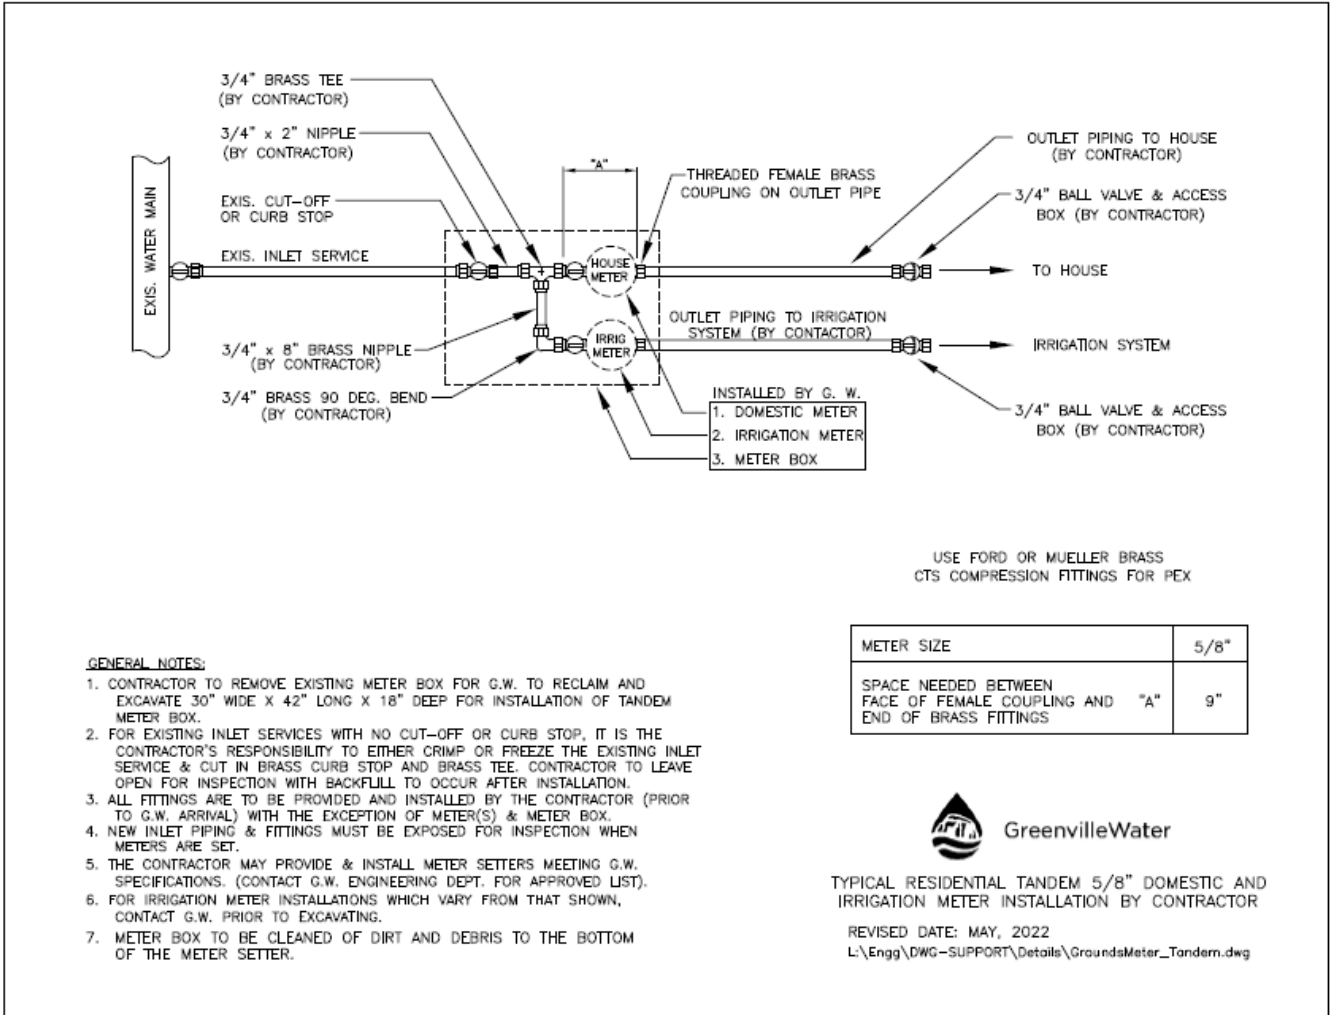 3/4" BRASS TEE
(BY CONTRACTOR)
3/4" x 2" NIPPLE
(BY CONTRACTOR)
EXIS. CUT-OFF
OR CURB STOP
EXIS. INLET SERVICE
EXIS. WATER MAIN
"A"
THREADED FEMALE BRASS
COUPLING ON OUTLET PIPE
OUTLET PIPING TO HOUSE
(BY CONTRACTOR)
3/4" BALL VALVE & ACCESS
BOX (BY CONTRACTOR)
HOUSE
METER
TO HOUSE
OUTLET PIPING TO IRRIGATION
SYSTEM (BY CONTACTOR)
IRRIG
METER
IRRIGATION SYSTEM
3/4" x 8" BRASS NIPPLE
(BY CONTRACTOR)
3/4" BRASS 90 DEG. BEND
(BY CONTRACTOR)
INSTALLED BY G. W.
1. DOMESTIC METER
2. IRRIGATION METER
3. METER BOX
3/4" BALL VALVE & ACCESS
BOX (BY CONTRACTOR)
USE FORD OR MUELLER BRASS
CTS COMPRESSION FITTINGS FOR PEX
METER SIZE 5/8"
SPACE NEEDED BETWEEN
FACE OF FEMALE COUPLING AND "A" 9"
END OF BRASS FITTINGS
GENERAL NOTES:
1. CONTRACTOR TO REMOVE EXISTING METER BOX FOR G.W. TO RECLAIM AND
EXCAVATE 30" WIDE X 42" LONG X 18" DEEP FOR INSTALLATION OF TANDEM
METER BOX.
2. FOR EXISTING INLET SERVICES WITH NO CUT-OFF OR CURB STOP, IT IS THE
CONTRACTOR'S RESPONSIBILITY TO EITHER CRIMP OR FREEZE THE EXISTING INLET
SERVICE & CUT IN BRASS CURB STOP AND BRASS TEE. CONTRACTOR TO LEAVE
OPEN FOR INSPECTION WITH BACKFLILL TO OCCUR AFTER INSTALLATION.
3. ALL FITTINGS ARE TO BE PROVIDED AND INSTALLED BY THE CONTRACTOR (PRIOR
TO G.W. ARRIVAL) WITH THE EXCEPTION OF METER(S) & METER BOX.
4. NEW INLET PIPING & FITTINGS MUST BE EXPOSED FOR INSPECTION WHEN
METERS ARE SET.
5. THE CONTRACTOR MAY PROVIDE & INSTALL METER SETTERS MEETING G.W.
SPECIFICATIONS. (CONTACT G.W. ENGINEERING DEPT. FOR APPROVED LIST).
6. FOR IRRIGATION METER INSTALLATIONS WHICH VARY FROM THAT SHOWN,
CONTACT G.W. PRIOR TO EXCAVATING.
7. METER BOX TO BE CLEANED OF DIRT AND DEBRIS TO THE BOTTOM
OF THE METER SETTER.
GreenvilleWater
TYPICAL RESIDENTIAL TANDEM 5/8" DOMESTIC AND
IRRIGATION METER INSTALLATION BY CONTRACTOR
REVISED DATE: MAY, 2022
L:\Engg\DWG-SUPPORT\Details\GroundsMeter_Tandem.dwg